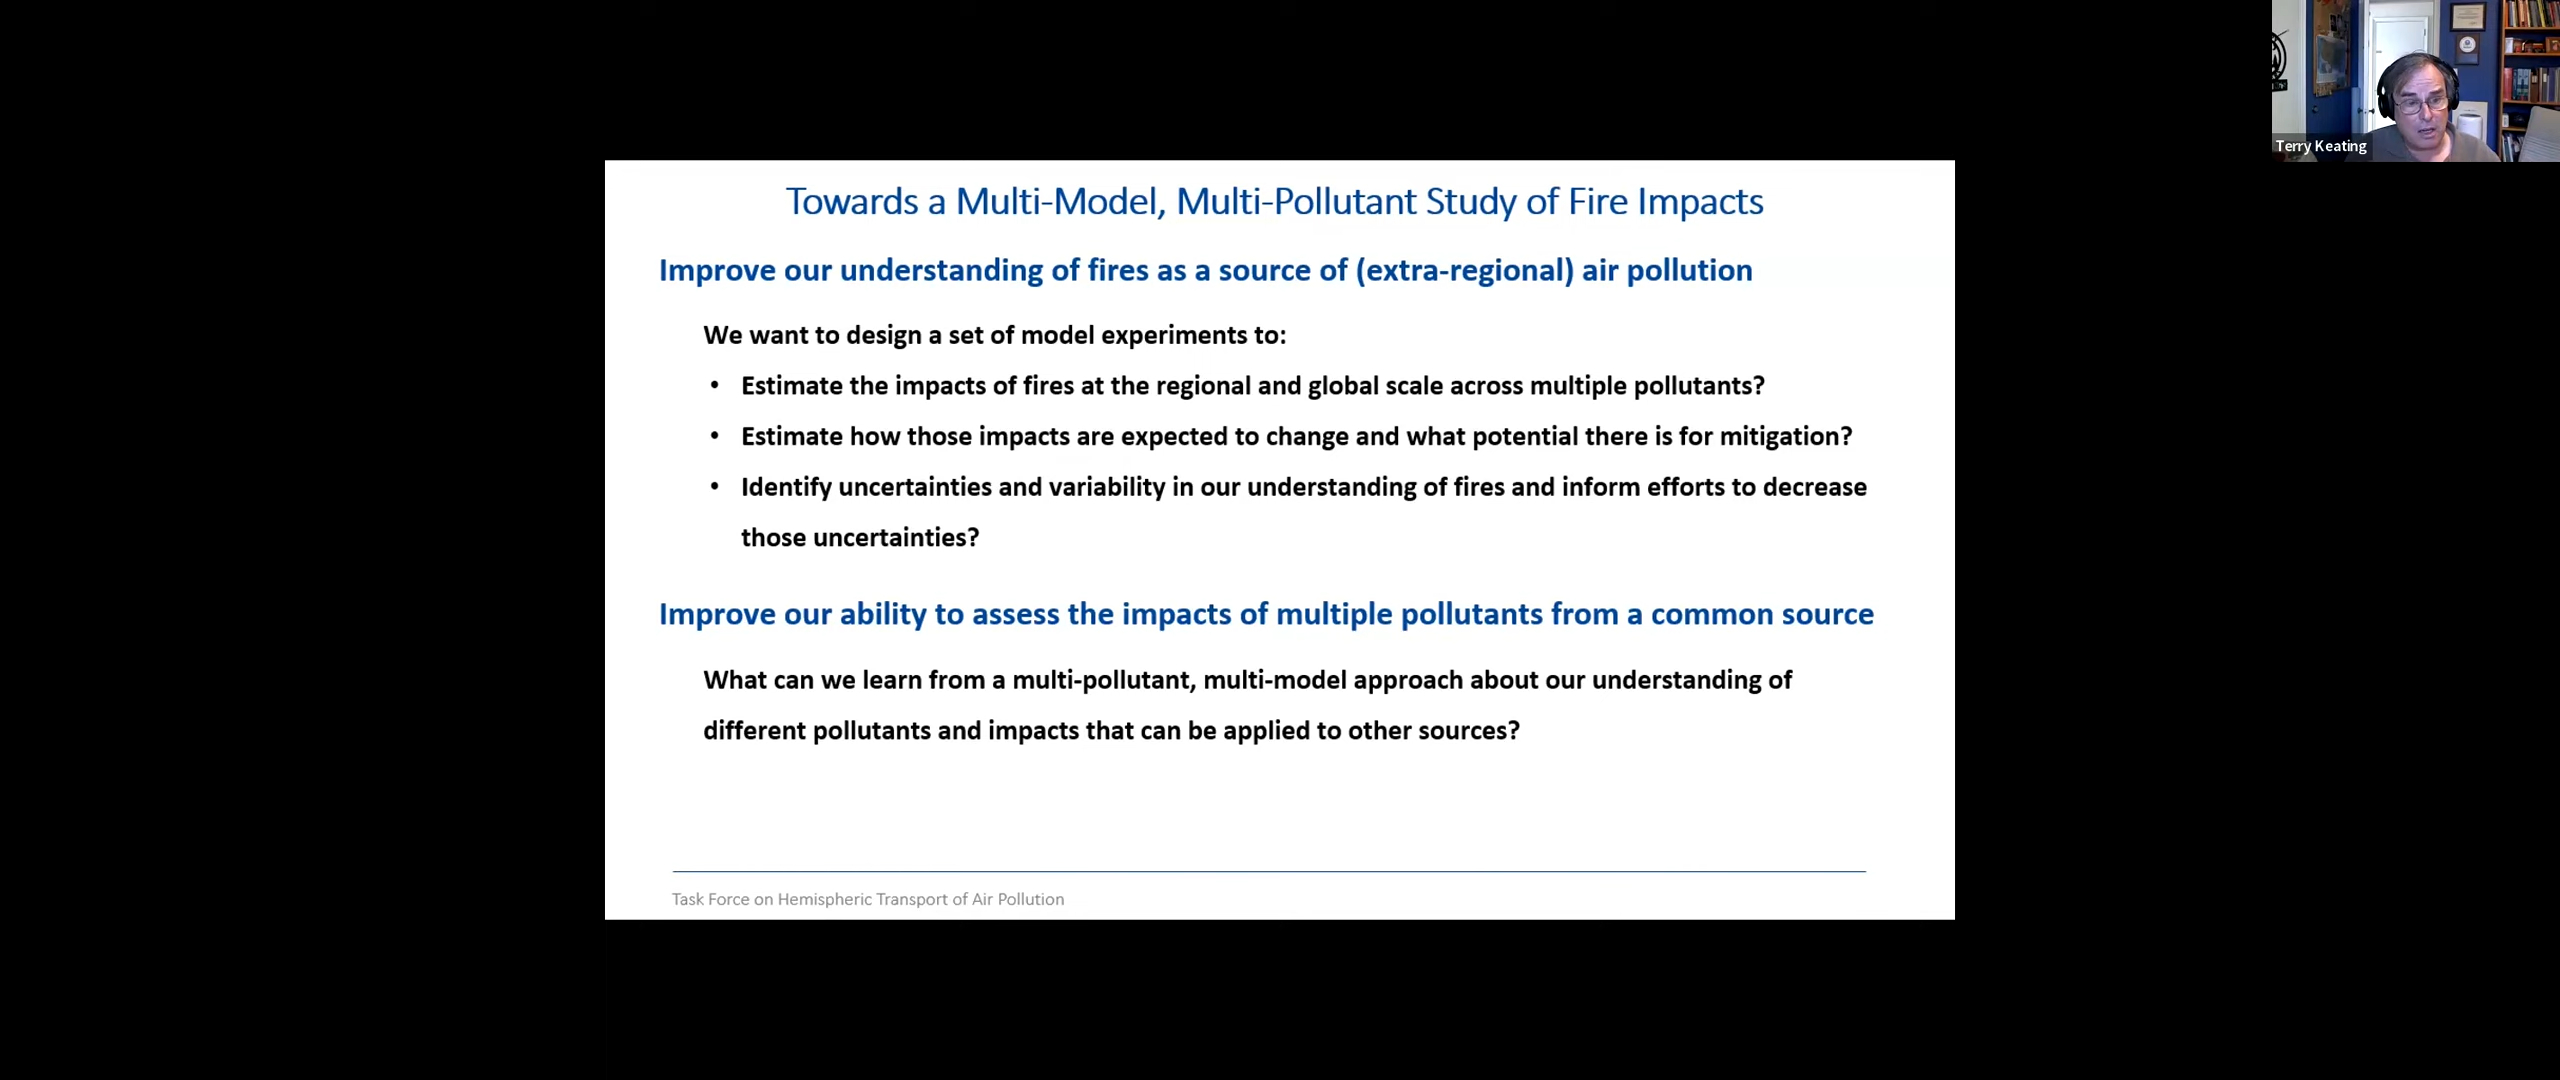 Towards a Multi-Model, Multi-Pollutant Study of Fire Impacts
Improve our understanding of fires as a source of (extra-regional) air pollution
We want to design a set of model experiments to:
• Estimate the impacts of fires at the regional and global scale across multiple pollutants?
• Estimate how those impacts are expected to change and what potential there is for mitigation?
• Identify uncertainties and variability in our understanding of fires and inform efforts to decrease
those uncertainties?
Improve our ability to assess the impacts of multiple pollutants from a common source
What can we learn from a multi-pollutant, multi-model approach about our understanding of
different pollutants and impacts that can be applied to other sources?
Task Force on Hemispheric Transport of Air Pollution
Terry Keating